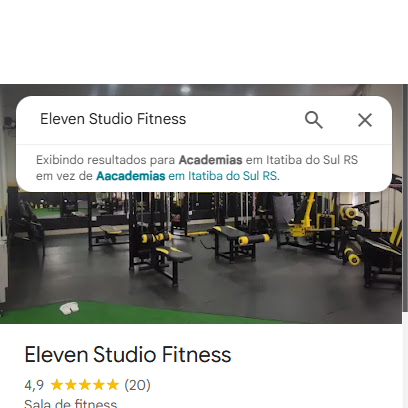 Eleven Studio Fitness
Exibindo resultados para Academias em Itatiba do Sul RS
em vez de Aacademias em Itatiba do Sul RS.
Eleven Studio Fitness
4,9 ★★★★★ (20)
Sala de fitness